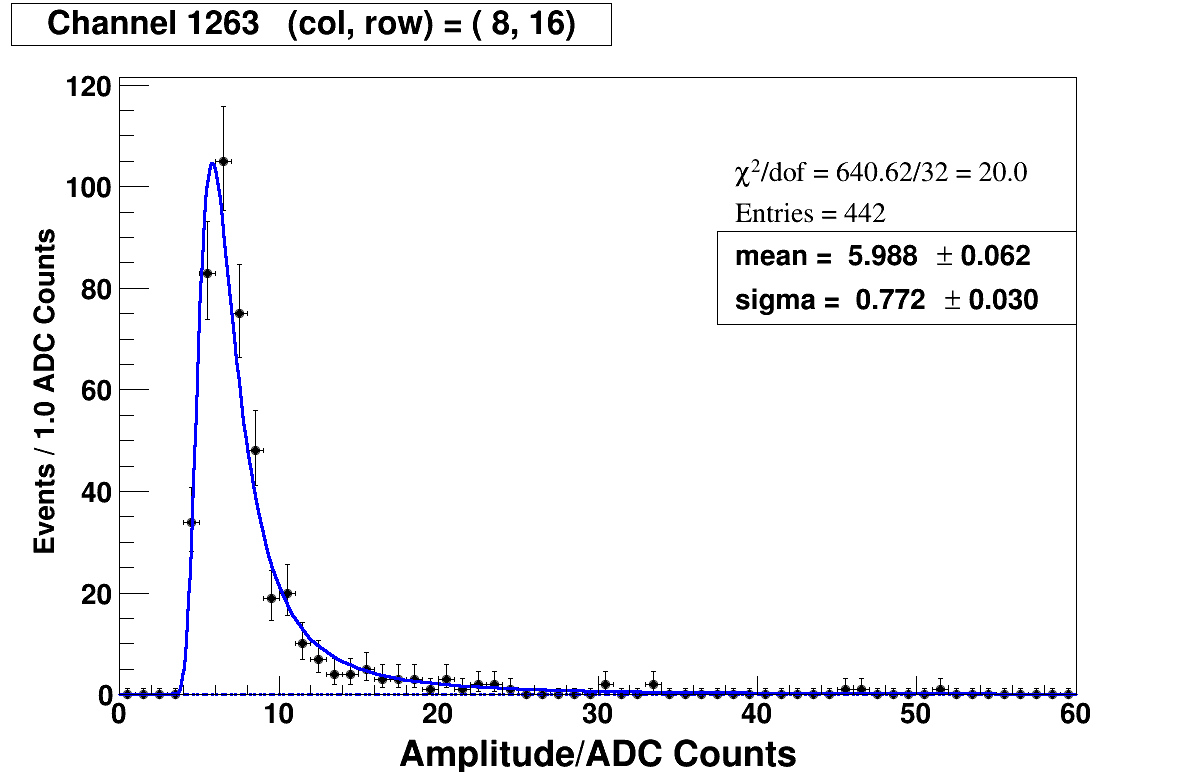 Channel 1263 (col, row) = ( 8, 16)
120
100
80
60
40
20
0
Events / 1.0 ADC Counts
χ²/dof = 640.62/32 = 20.0
Entries = 442
mean = 5.988 ± 0.062
sigma = 0.772 ± 0.030
0 10 20 30 40 50 60
Amplitude/ADC Counts